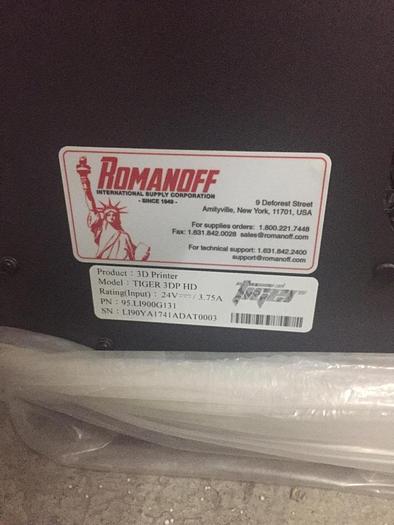 ROMANOFF
INTERNATIONAL SUPPLY CORPORATION
- SINCE 1949 -
9 Deforest Street
Amityville, New York, 11701, USA
For supplies orders: 1.800.221.7448
Fax: 1.631.842.0028 sales@romanoff.com
For technical support: 1.631.842.2400
support@romanoff.com
Product : 3D Printer
Model : TIGER 3DP HD
Rating(Input) : 24V⎓/ 3.75A
PN : 95.LI900G131
SN : LI90YA1741ADAT0003
Tiger